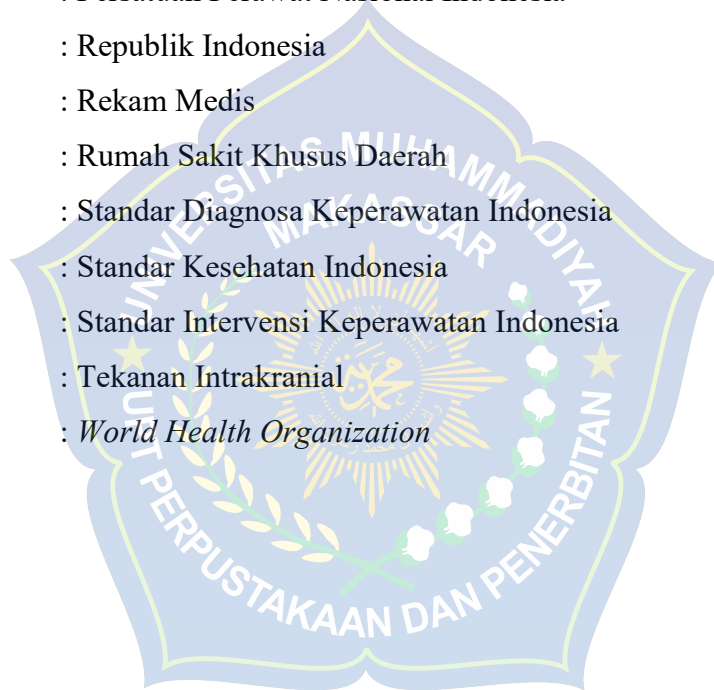 : Republik Indonesia
: Rekam Medis
: Rumah Sakit Khusus Daerah
: Standar Diagnosa Keperawatan Indonesia
: Standar Kesehatan Indonesia
: Standar Intervensi Keperawatan Indonesia
: Tekanan Intrakranial
: World Health Organization
UNIVERSITAS MUHAMMADIYAH
MAKASSAR
UPT PERPUSTAKAAN DAN PENERBITAN